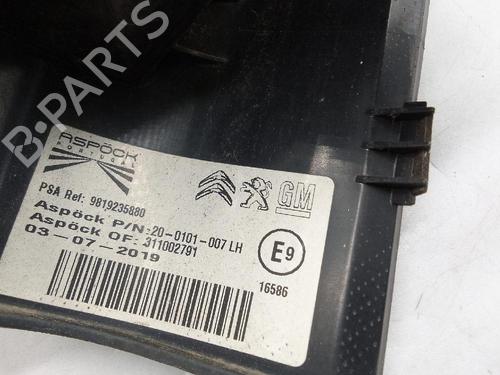 B-PARTS
ASPÖCK
PORTUGAL
PSA Ref: 9819235880
GM
Aspöck P/N:20-0101-007 LH
Aspöck OF: 311002791
03-07-2019
E9
16586